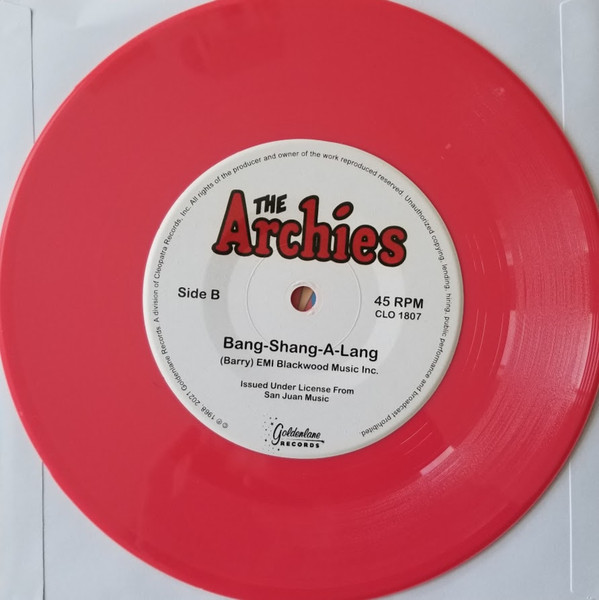 THE
Archies
Side B
45 RPM
CLO 1807
Bang-Shang-A-Lang
(Barry) EMI Blackwood Music Inc.
Issued Under License From
San Juan Music
Goldenlane
RECORDS
©℗ 1968, 2021 Goldenlane Records. A division of Cleopatra Records, Inc. All rights of the producer and owner of the work reproduced reserved. Unauthorized copying, lending, hiring, public performance and broadcast prohibited